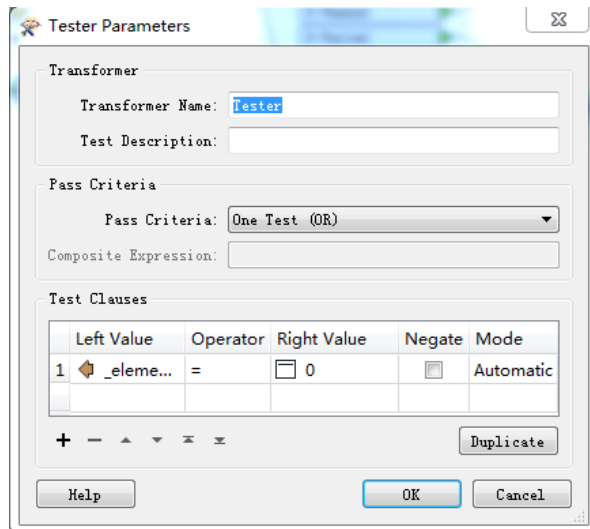 Tester Parameters
Transformer
Transformer Name: Tester
Test Description:
Pass Criteria
Pass Criteria: One Test (OR)
Composite Expression:
Test Clauses
Left Value Operator Right Value Negate Mode
1 _eleme... = 0 Automatic
Duplicate
Help OK Cancel